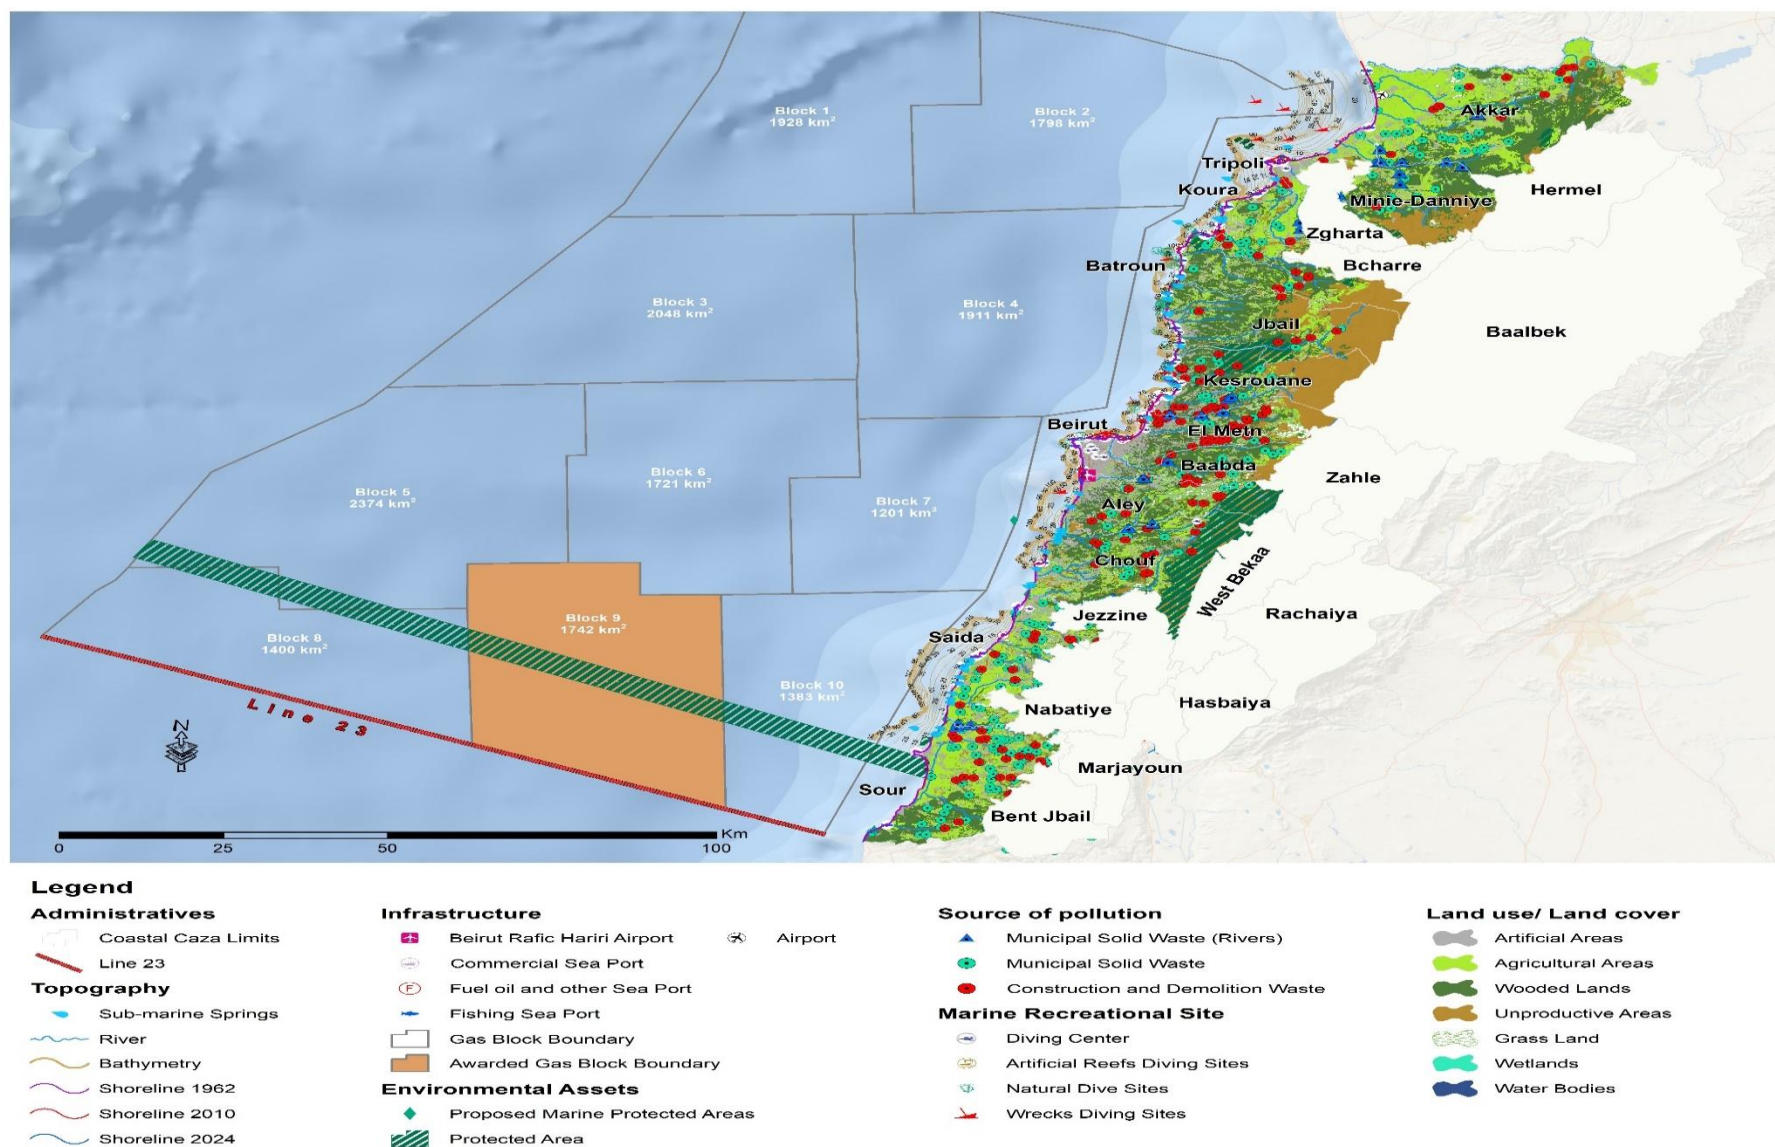 Block 1
1928 km²
Block 2
1798 km²
Akkar
Tripoli
Koura
Minie-Danniye
Hermel
Zgharta
Batroun
Bcharre
Block 3
2048 km²
Block 4
1911 km²
Jbail
Baalbek
Kesrouane
Beirut
El Metn
Baabda
Zahle
Block 5
2374 km²
Block 6
1721 km²
Block 7
1201 km²
Aley
Chouf
West Bekaa
Rachaiya
Jezzine
Saida
Block 8
1400 km²
Block 9
1742 km²
Block 10
1383 km²
Nabatiye
Hasbaiya
Line 23
N
Marjayoun
Sour
Bent Jbail
Km
0 25 50 100
Legend
Administratives
Coastal Caza Limits
Line 23
Topography
Sub-marine Springs
River
Bathymetry
Shoreline 1962
Shoreline 2010
Shoreline 2024
Infrastructure
Beirut Rafic Hariri Airport
Airport
Commercial Sea Port
F Fuel oil and other Sea Port
Fishing Sea Port
Gas Block Boundary
Awarded Gas Block Boundary
Environmental Assets
Proposed Marine Protected Areas
Protected Area
Source of pollution
Municipal Solid Waste (Rivers)
Municipal Solid Waste
Construction and Demolition Waste
Marine Recreational Site
Diving Center
Artificial Reefs Diving Sites
Natural Dive Sites
Wrecks Diving Sites
Land use/ Land cover
Artificial Areas
Agricultural Areas
Wooded Lands
Unproductive Areas
Grass Land
Wetlands
Water Bodies